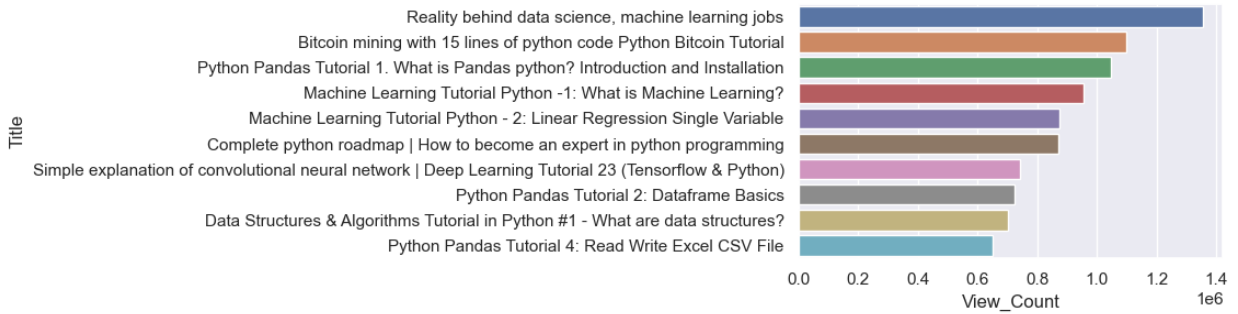 Reality behind data science, machine learning jobs
Bitcoin mining with 15 lines of python code Python Bitcoin Tutorial
Python Pandas Tutorial 1. What is Pandas python? Introduction and Installation
Machine Learning Tutorial Python -1: What is Machine Learning?
Machine Learning Tutorial Python - 2: Linear Regression Single Variable
Complete python roadmap | How to become an expert in python programming
Simple explanation of convolutional neural network | Deep Learning Tutorial 23 (Tensorflow & Python)
Python Pandas Tutorial 2: Dataframe Basics
Data Structures & Algorithms Tutorial in Python #1 - What are data structures?
Python Pandas Tutorial 4: Read Write Excel CSV File
Title
0.0 0.2 0.4 0.6 0.8 1.0 1.2 1.4
View_Count
1e6